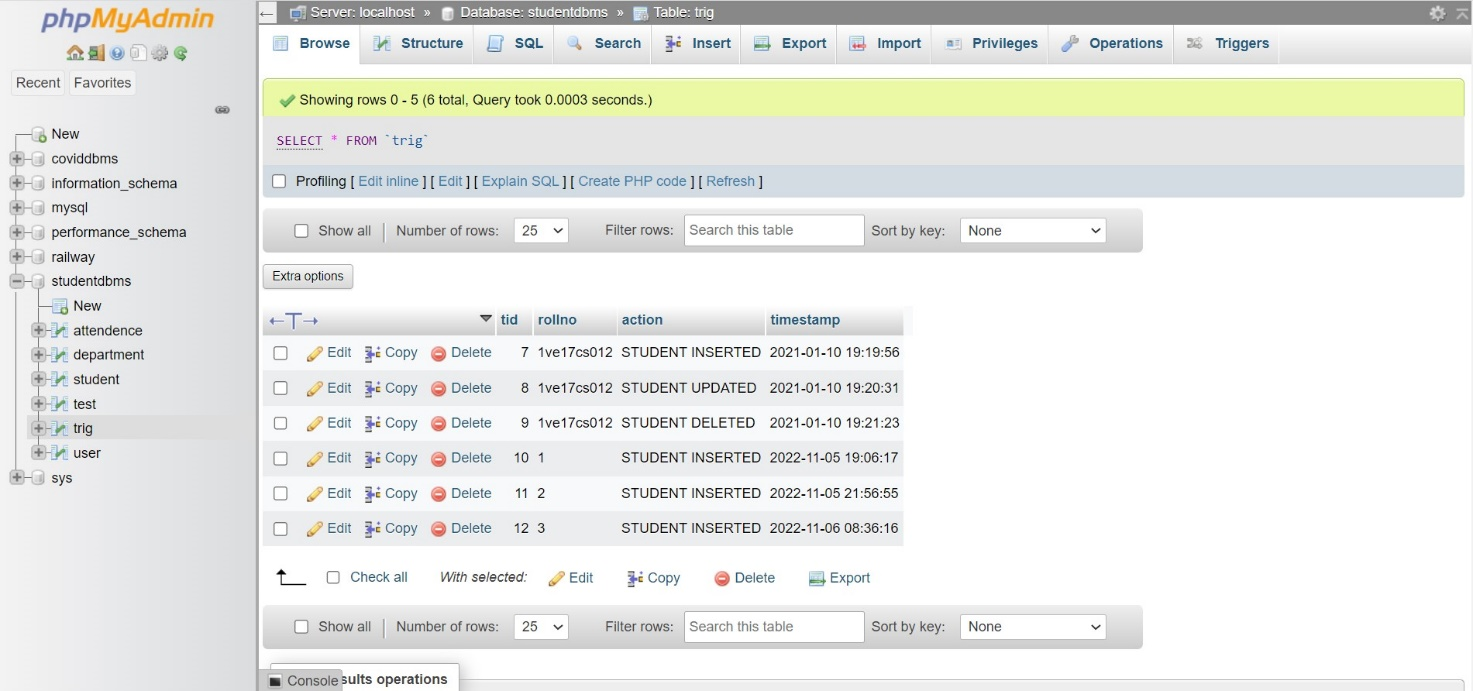 phpMyAdmin
Recent Favorites
New
coviddbms
information_schema
mysql
performance_schema
railway
studentdbms
New
attendence
department
student
test
trig
user
sys
Server: localhost » Database: studentdbms » Table: trig
Browse Structure SQL Search Insert Export Import Privileges Operations Triggers
Showing rows 0 - 5 (6 total, Query took 0.0003 seconds.)
SELECT * FROM `trig`
Profiling [ Edit inline ] [ Edit ] [ Explain SQL ] [ Create PHP code ] [ Refresh ]
Show all | Number of rows: 25 Filter rows: Search this table Sort by key: None
Extra options
←T→ tid rollno action timestamp
Edit Copy Delete 7 1ve17cs012 STUDENT INSERTED 2021-01-10 19:19:56
Edit Copy Delete 8 1ve17cs012 STUDENT UPDATED 2021-01-10 19:20:31
Edit Copy Delete 9 1ve17cs012 STUDENT DELETED 2021-01-10 19:21:23
Edit Copy Delete 10 1 STUDENT INSERTED 2022-11-05 19:06:17
Edit Copy Delete 11 2 STUDENT INSERTED 2022-11-05 21:56:55
Edit Copy Delete 12 3 STUDENT INSERTED 2022-11-06 08:36:16
Check all With selected: Edit Copy Delete Export
Show all | Number of rows: 25 Filter rows: Search this table Sort by key: None
Console sults operations